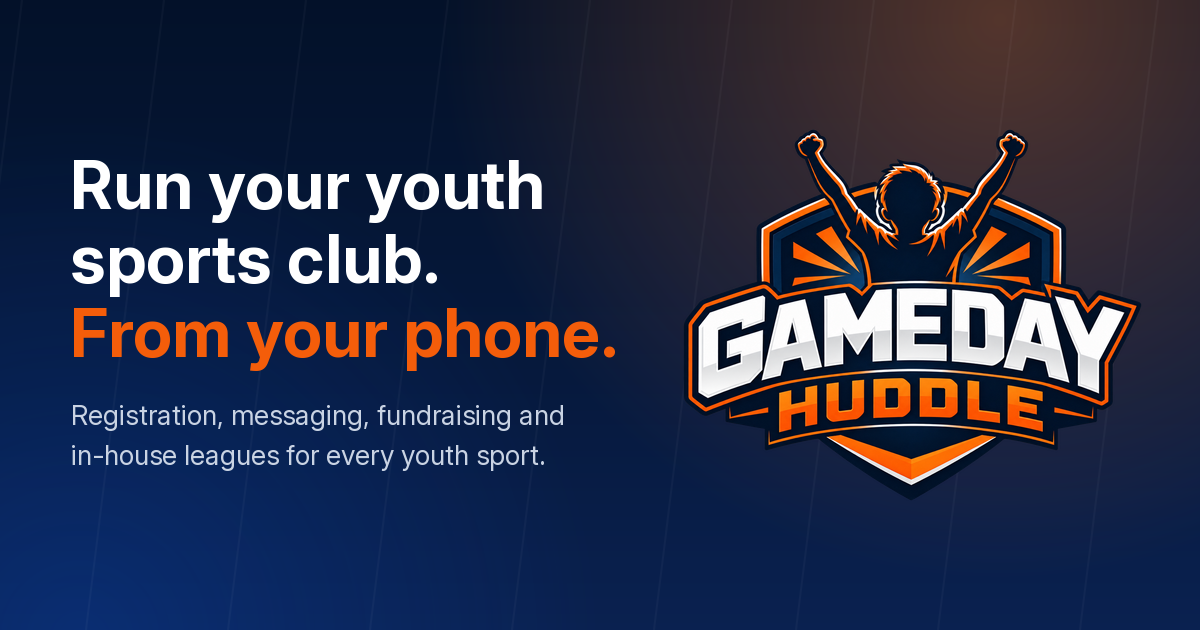 Run your youth
sports club.
From your phone.
Registration, messaging, fundraising and
in-house leagues for every youth sport.
GAMEDAY
HUDDLE